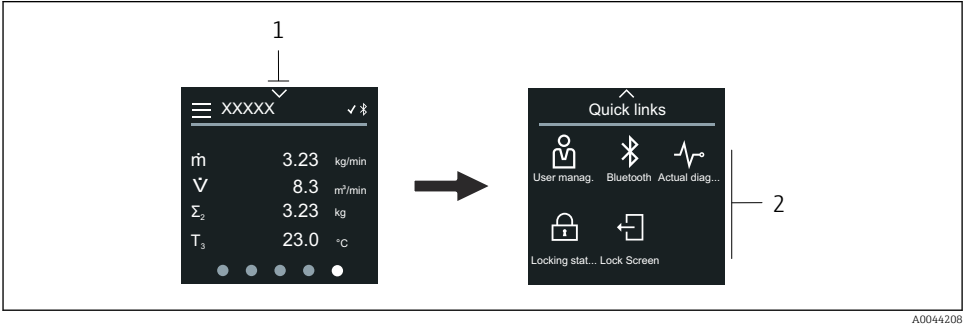 1
XXXXX
ṁ 3.23 kg/min
V̇ 8.3 m³/min
Σ₂ 3.23 kg
T₃ 23.0 °C
Quick links
User manag. Bluetooth Actual diag...
Locking stat... Lock Screen
2
A0044208